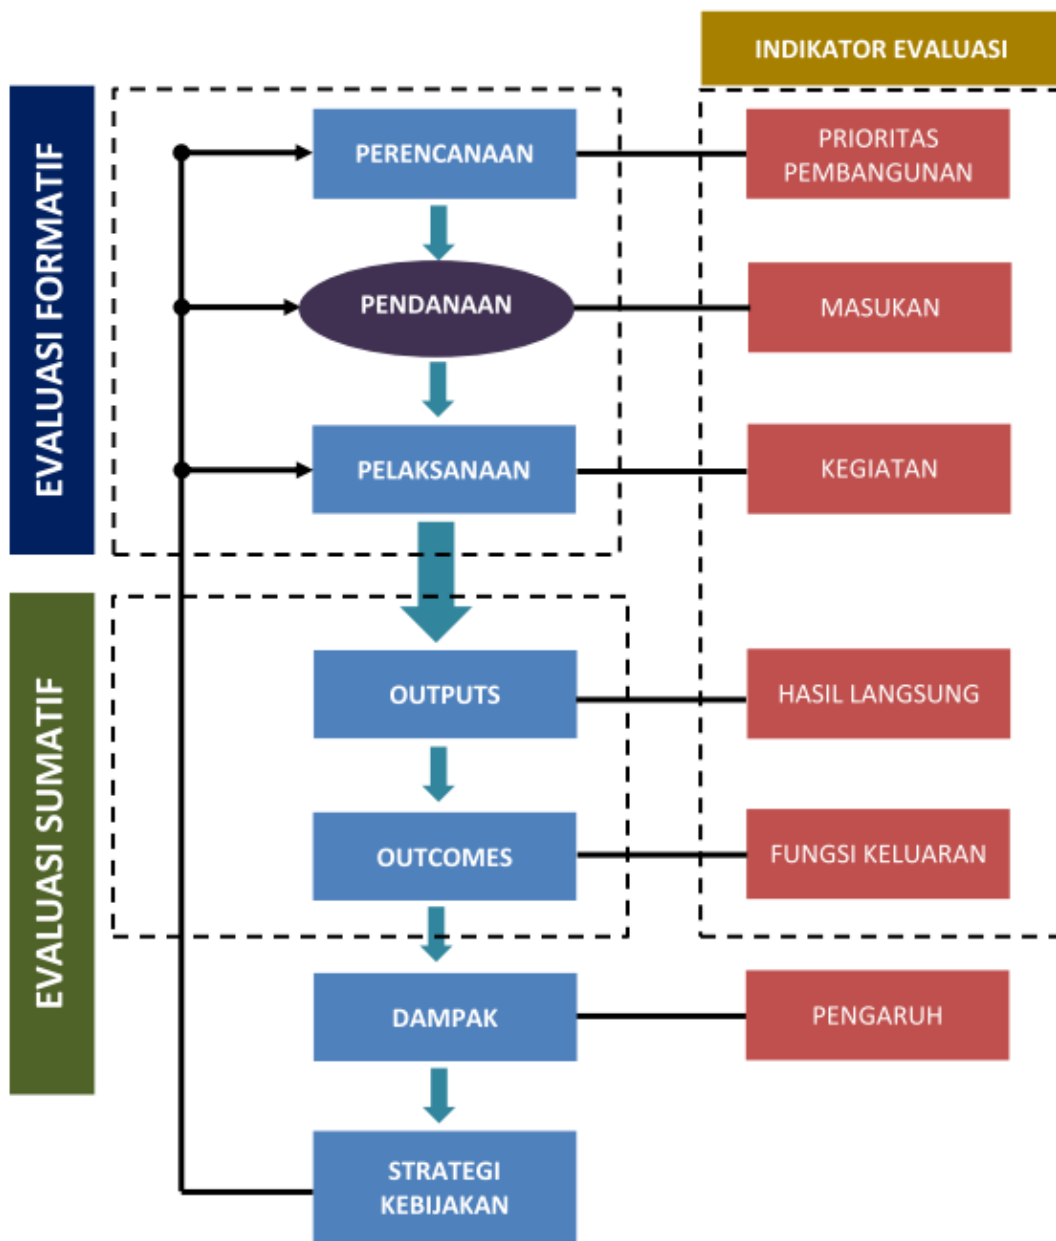 INDIKATOR EVALUASI
EVALUASI FORMATIF
PERENCANAAN
PRIORITAS
PEMBANGUNAN
PENDANAAN
MASUKAN
PELAKSANAAN
KEGIATAN
EVALUASI SUMATIF
OUTPUTS
HASIL LANGSUNG
OUTCOMES
FUNGSI KELUARAN
DAMPAK
PENGARUH
STRATEGI
KEBIJAKAN